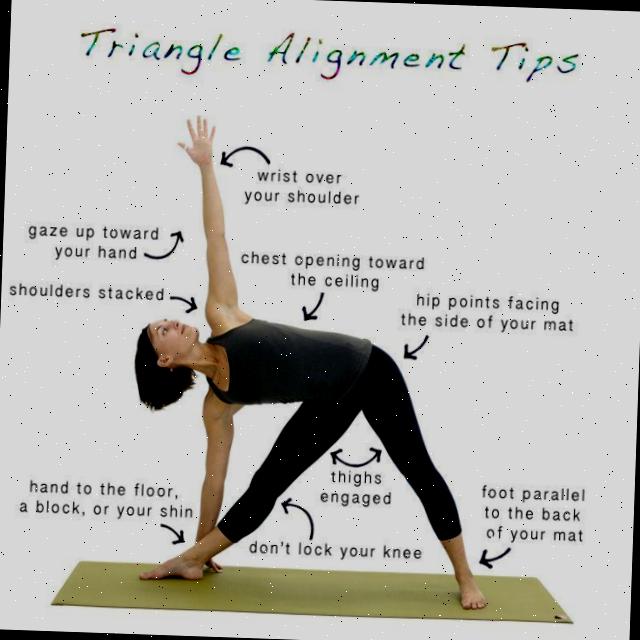 Triangle Alignment Tips
wrist over
your shoulder
gaze up toward
your hand
chest opening toward
the ceiling
shoulders stacked
hip points facing
the side of your mat
thighs
engaged
hand to the floor,
a block, or your shin
foot parallel
to the back
of your mat
don't lock your knee